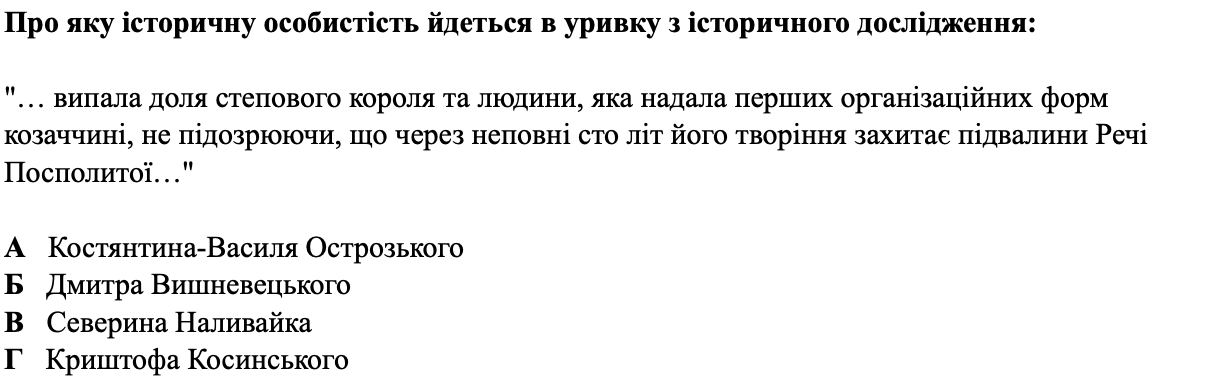 Про яку історичну особистість йдеться в уривку з історичного дослідження:
"… випала доля степового короля та людини, яка надала перших організаційних форм
козаччині, не підозрюючи, що через неповні сто літ його творіння захитає підвалини Речі
Посполитої…"
А Костянтина-Василя Острозького
Б Дмитра Вишневецького
В Северина Наливайка
Г Криштофа Косинського